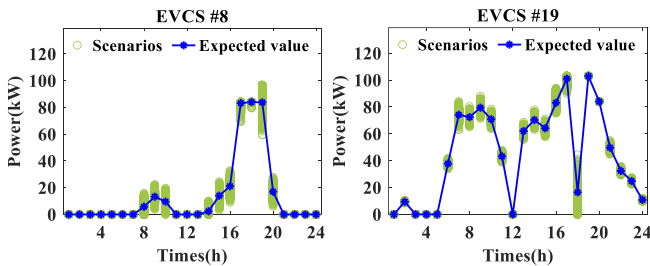 EVCS #8
Scenarios Expected value
Power(kW)
120
100
80
60
40
20
0
4 8 12 16 20 24
Times(h)
EVCS #19
Scenarios Expected value
Power(kW)
120
100
80
60
40
20
0
4 8 12 16 20 24
Times(h)